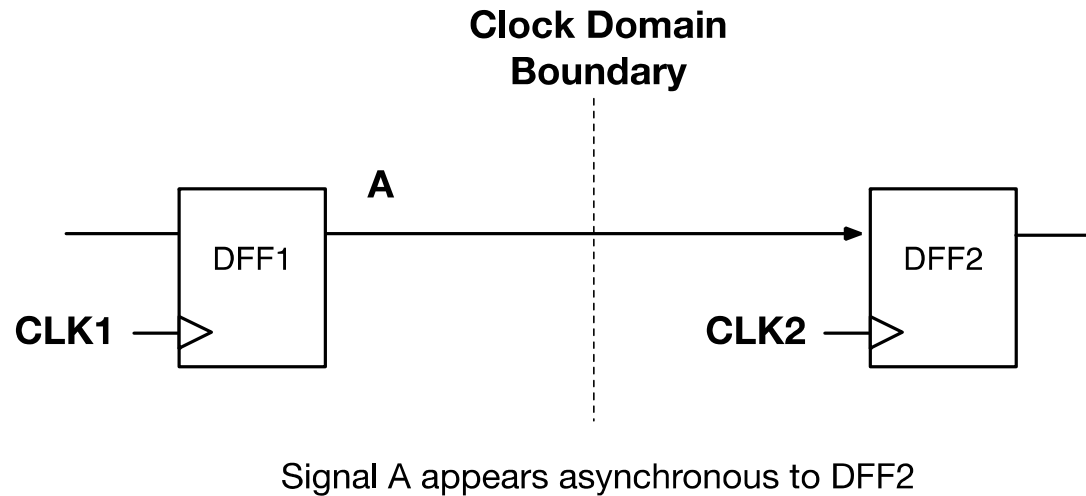 Clock Domain
Boundary
A
DFF1
DFF2
CLK1
CLK2
Signal A appears asynchronous to DFF2